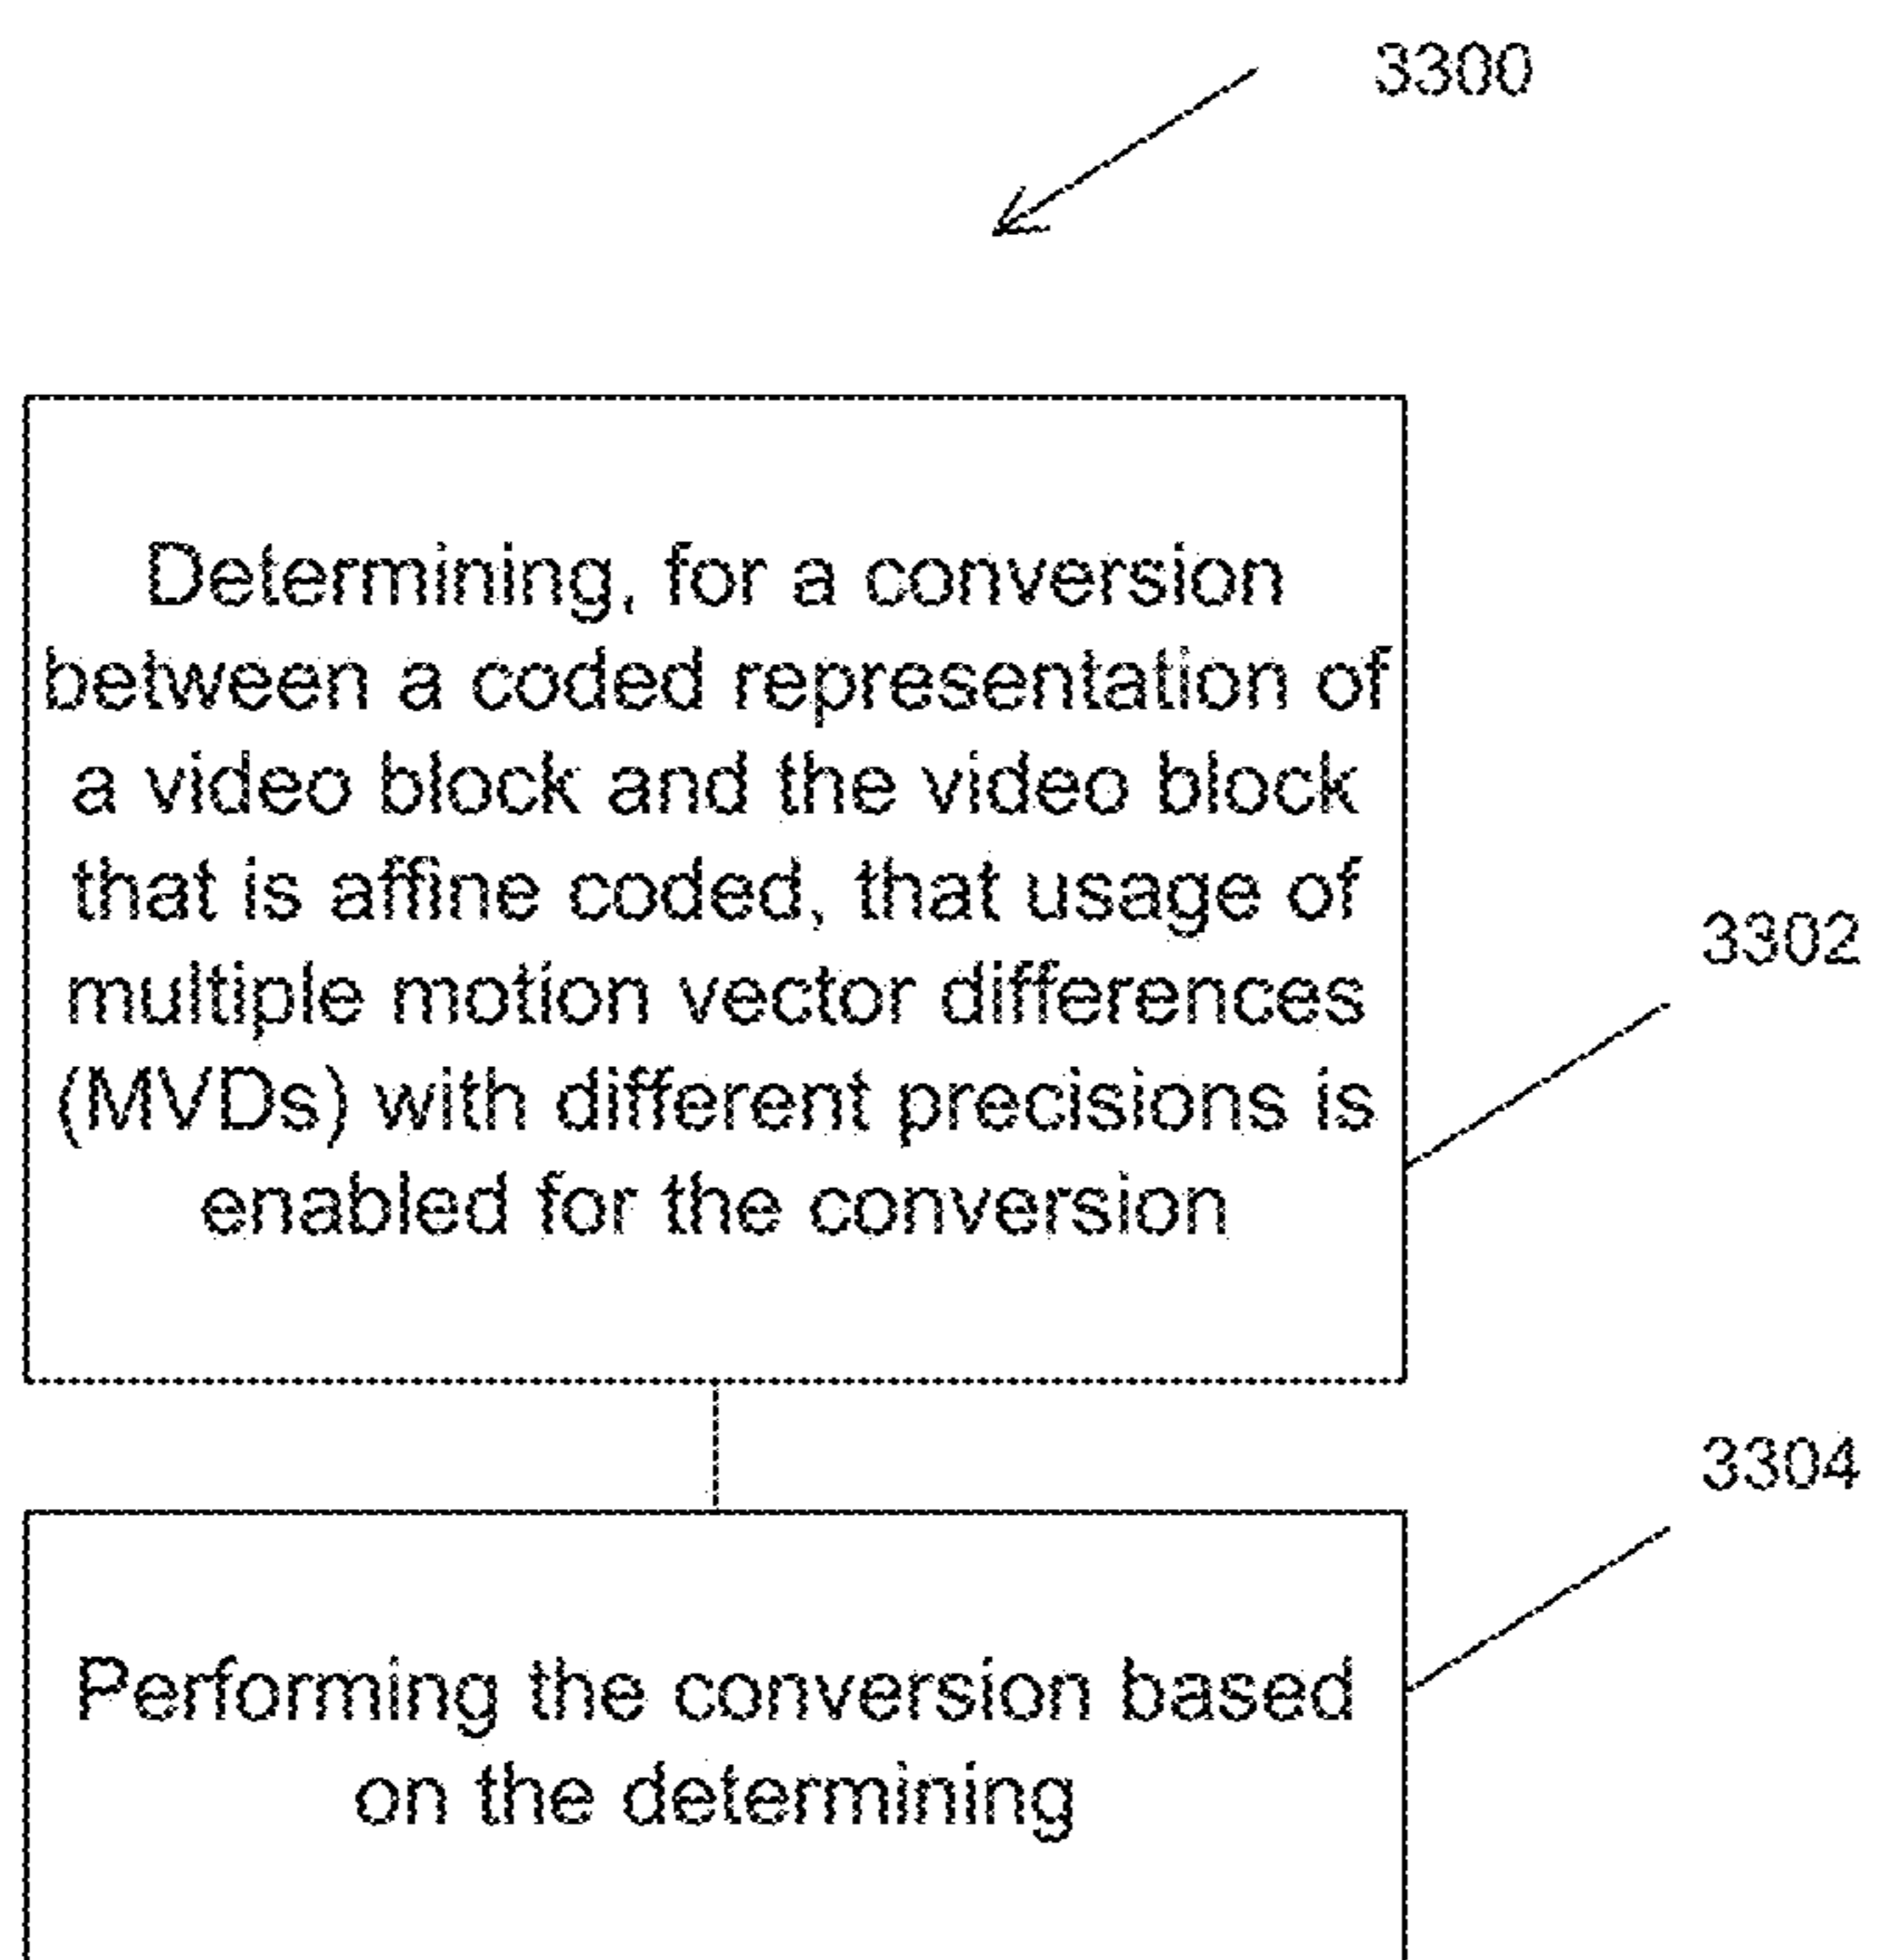 3300
Determining, for a conversion
between a coded representation of
a video block and the video block
that is affine coded, that usage of
multiple motion vector differences
(MVDs) with different precisions is
enabled for the conversion
3302
3304
Performing the conversion based
on the determining